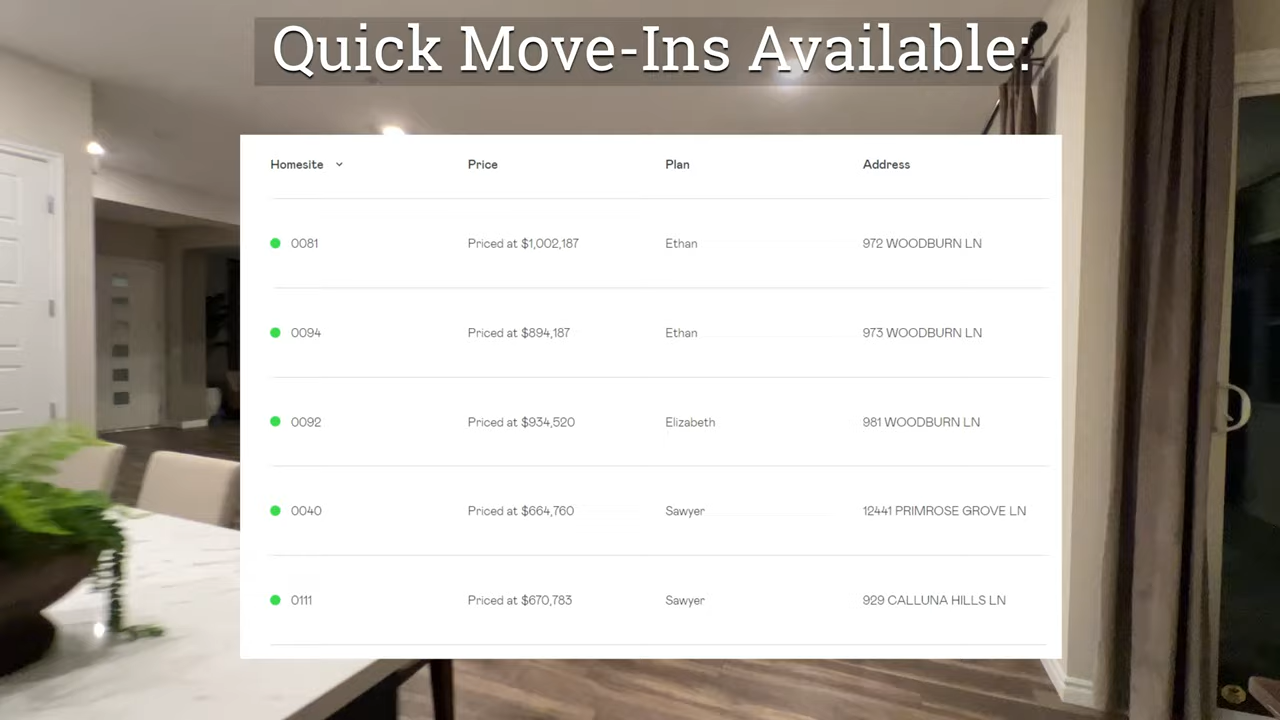 Quick Move-Ins Available:
Homesite Price Plan Address
0081 Priced at $1,002,187 Ethan 972 WOODBURN LN
0094 Priced at $894,187 Ethan 973 WOODBURN LN
0092 Priced at $934,520 Elizabeth 981 WOODBURN LN
0040 Priced at $664,760 Sawyer 12441 PRIMROSE GROVE LN
0111 Priced at $670,783 Sawyer 929 CALLUNA HILLS LN